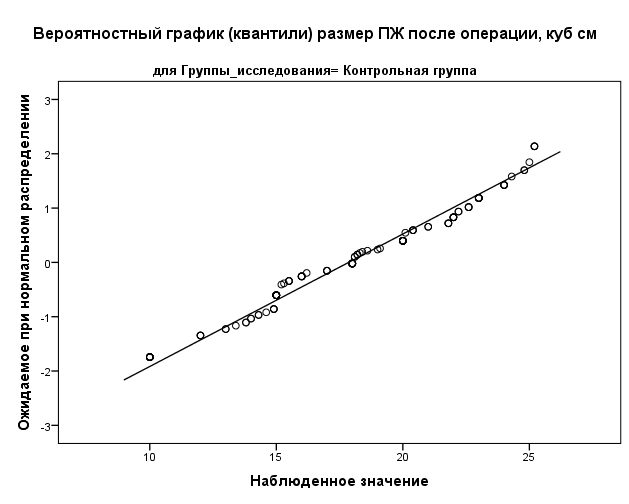 Вероятностный график (квантили) размер ПЖ после операции, куб см
для Группы_исследования= Контрольная группа
Ожидаемое при нормальном распределении
3
2
1
0
-1
-2
-3
10
15
20
25
Наблюденное значение